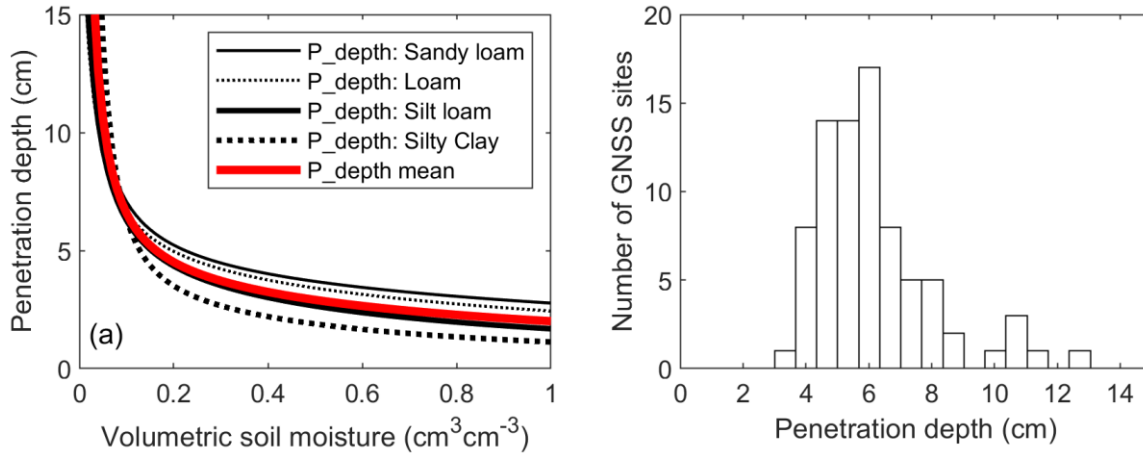 15
10
5
0
Penetration depth (cm)
P_depth: Sandy loam
P_depth: Loam
P_depth: Silt loam
P_depth: Silty Clay
P_depth mean
(a)
0 0.2 0.4 0.6 0.8 1
Volumetric soil moisture (cm³cm⁻³)
20
15
10
5
0
Number of GNSS sites
0 2 4 6 8 10 12 14
Penetration depth (cm)